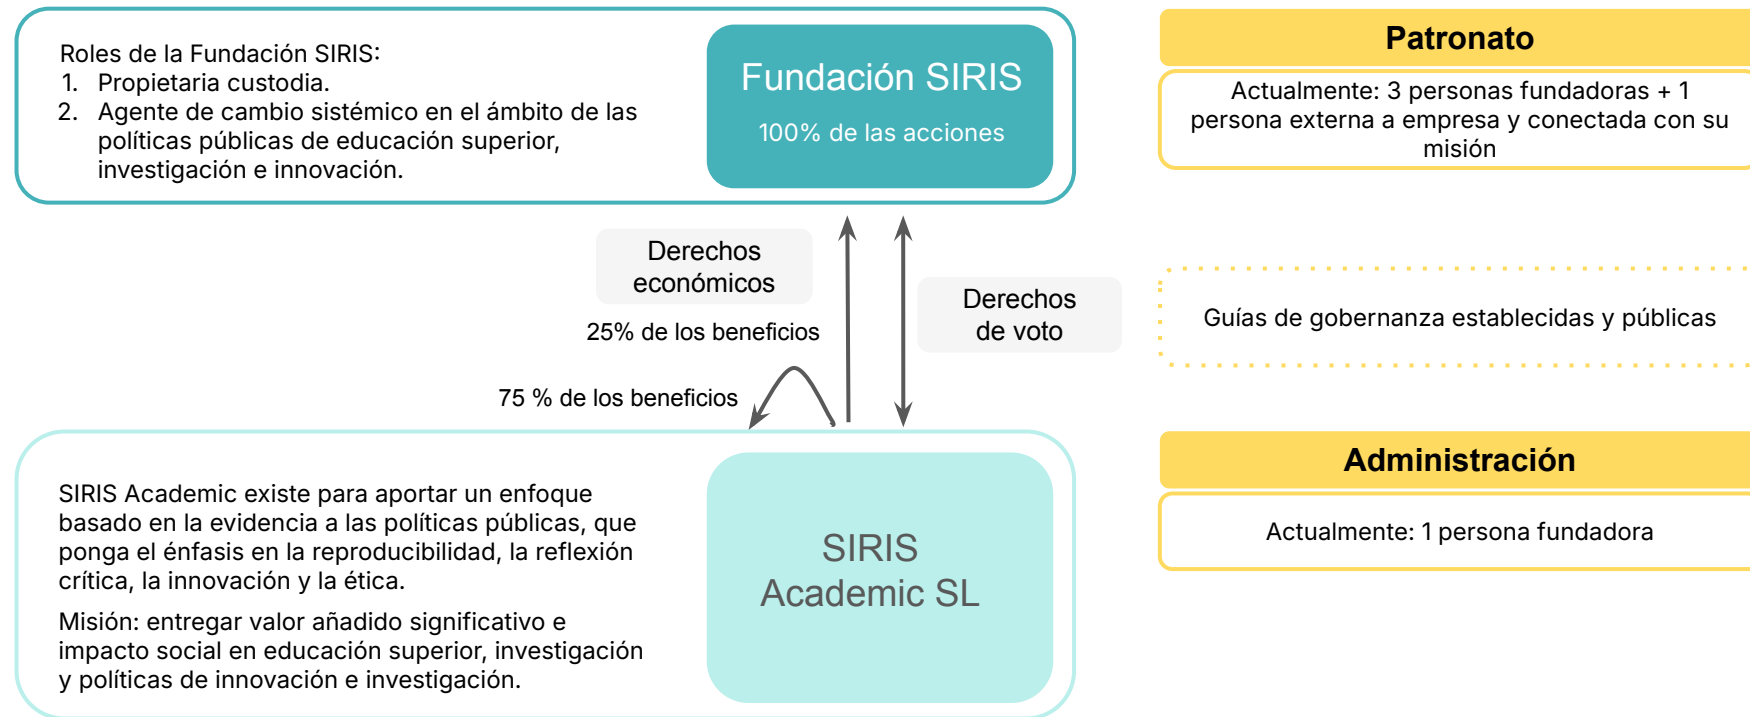 Roles de la Fundación SIRIS:
1. Propietaria custodia.
2. Agente de cambio sistémico en el ámbito de las
políticas públicas de educación superior,
investigación e innovación.
Fundación SIRIS
100% de las acciones
Patronato
Actualmente: 3 personas fundadoras + 1
persona externa a empresa y conectada con su
misión
Derechos
económicos
25% de los beneficios
75 % de los beneficios
Derechos
de voto
Guías de gobernanza establecidas y públicas
SIRIS Academic existe para aportar un enfoque
basado en la evidencia a las políticas públicas, que
ponga el énfasis en la reproducibilidad, la reflexión
crítica, la innovación y la ética.
Misión: entregar valor añadido significativo e
impacto social en educación superior, investigación
y políticas de innovación e investigación.
SIRIS
Academic SL
Administración
Actualmente: 1 persona fundadora